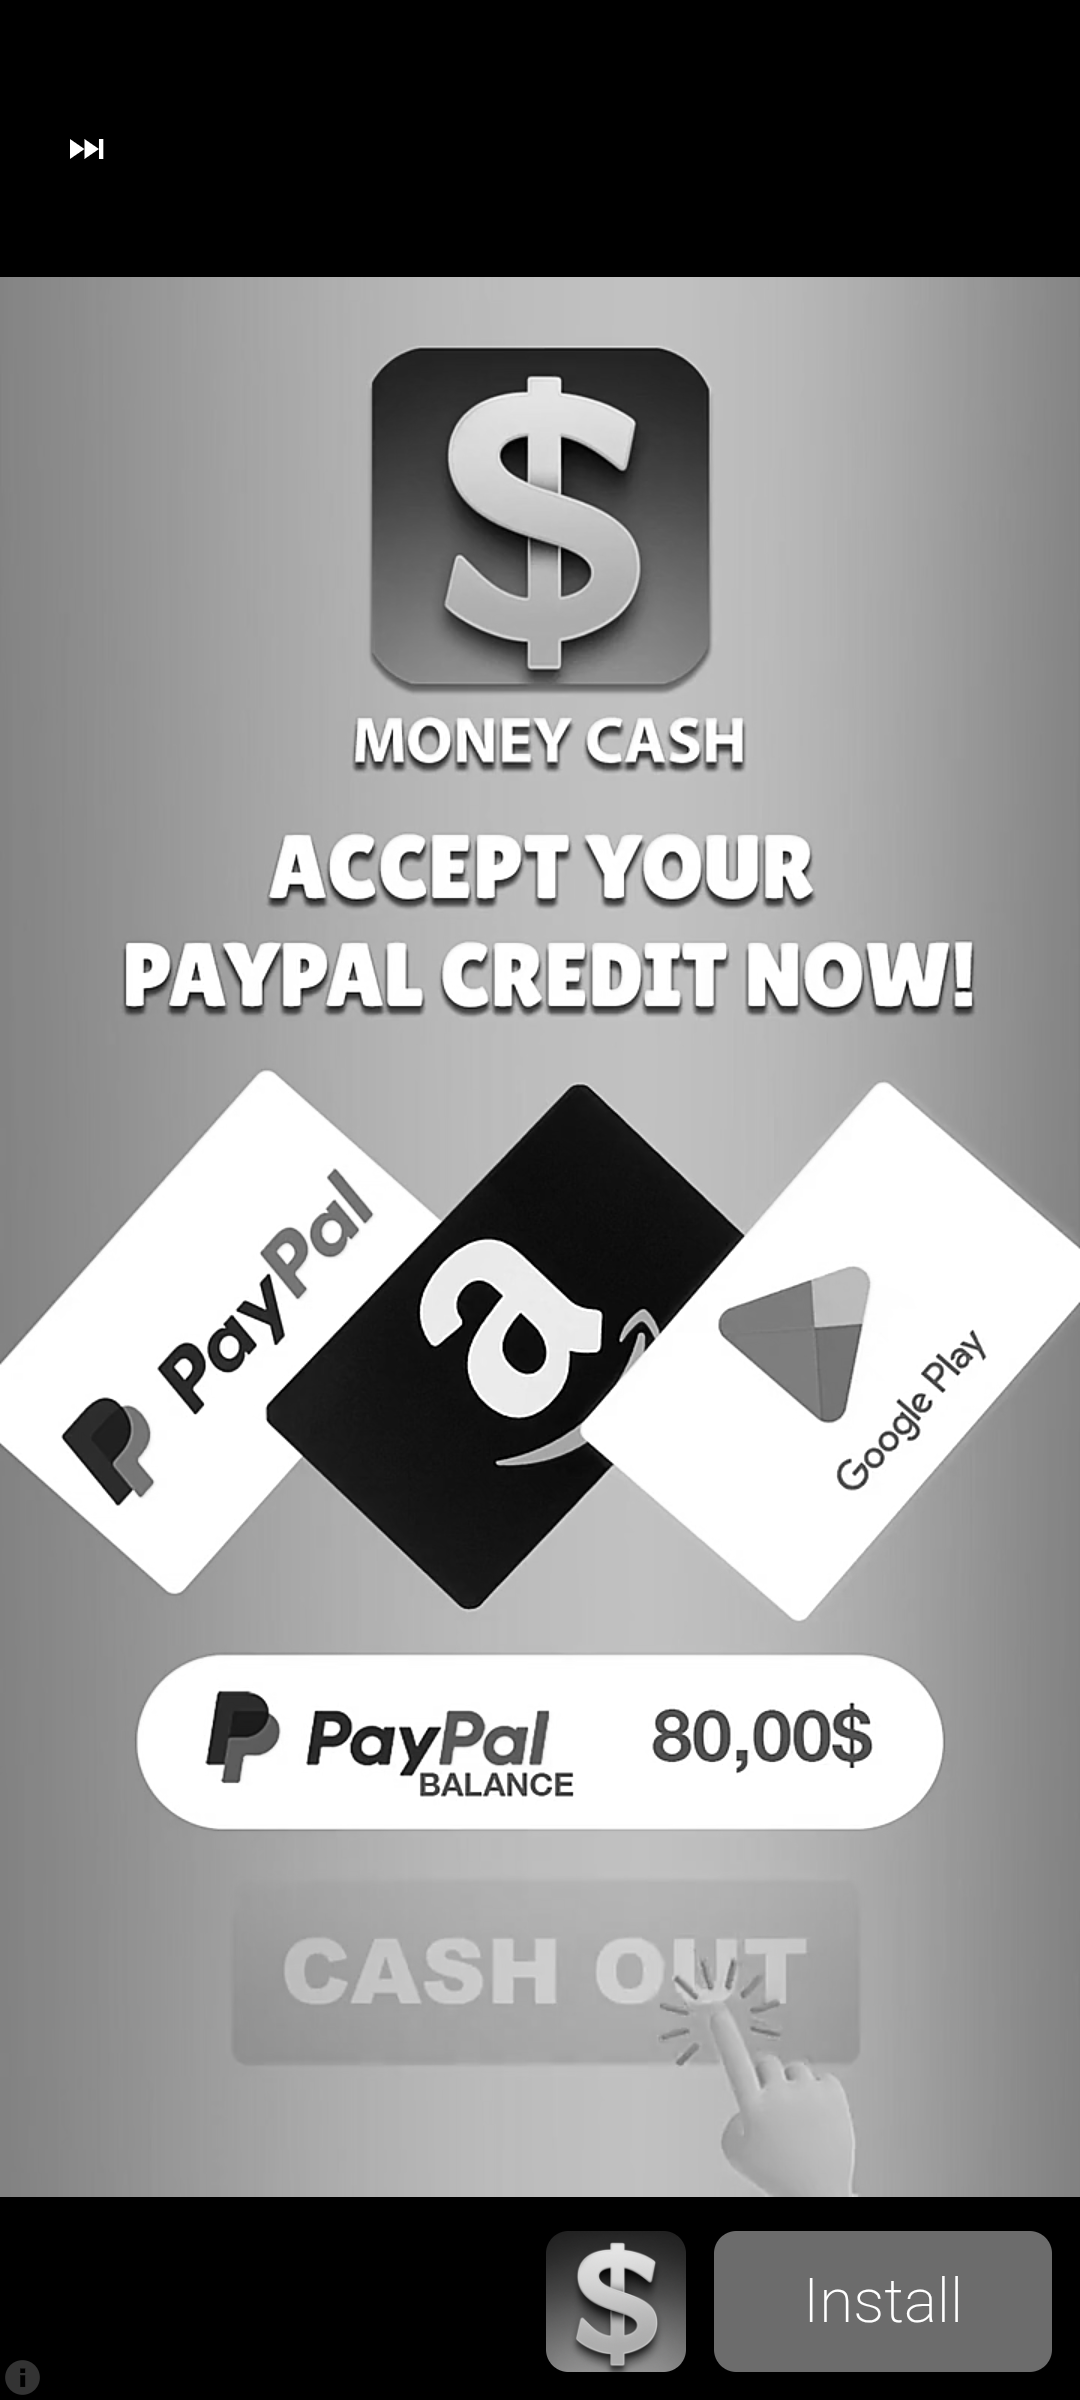 MONEY CASH
ACCEPT YOUR
PAYPAL CREDIT NOW!
PayPal
a
Google Play
PayPal
BALANCE
80,00$
CASH OUT
Install